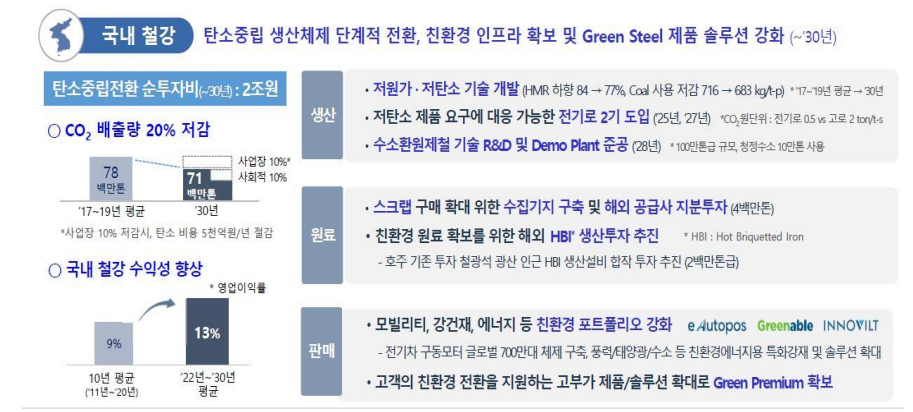 국내 철강
탄소중립 생산체제 단계적 전환, 친환경 인프라 확보 및 Green Steel 제품 솔루션 강화 (~'30년)
탄소중립전환 순투자비(~'30년) : 2조원
○ CO₂ 배출량 20% 저감
78
백만톤
71
백만톤
사업장 10%*
사회적 10%
'17~'19년 평균
'30년
*사업장 10% 저감시, 탄소 비용 5천억원/년 절감
○ 국내 철강 수익성 향상
* 영업이익률
9%
13%
10년 평균
('11년~'20년)
'22년~'30년
평균
생산
• 저원가 · 저탄소 기술 개발 (HMR 하향 84 → 77%, Coal 사용 저감 716 → 683 kg/t-p) * '17~'19년 평균 → 30년
• 저탄소 제품 요구에 대응 가능한 전기로 2기 도입 ('25년, '27년) *CO₂원단위 : 전기로 0.5 vs 고로 2 ton/t-s
• 수소환원제철 기술 R&D 및 Demo Plant 준공 ('28년) * 100만톤급 규모, 청정수소 10만톤 사용
원료
• 스크랩 구매 확대 위한 수집기지 구축 및 해외 공급사 지분투자 (4백만톤)
• 친환경 원료 확보를 위한 해외 HBI* 생산투자 추진 * HBI : Hot Briquetted Iron
- 호주 기존 투자 철광석 광산 인근 HBI 생산설비 합작 투자 추진 (2백만톤급)
판매
• 모빌리티, 강건재, 에너지 등 친환경 포트폴리오 강화 e Autopos Greenable INNOVILT
- 전기차 구동모터 글로벌 700만대 체제 구축, 풍력/태양광/수소 등 친환경에너지용 특화강재 및 솔루션 확대
• 고객의 친환경 전환을 지원하는 고부가 제품/솔루션 확대로 Green Premium 확보